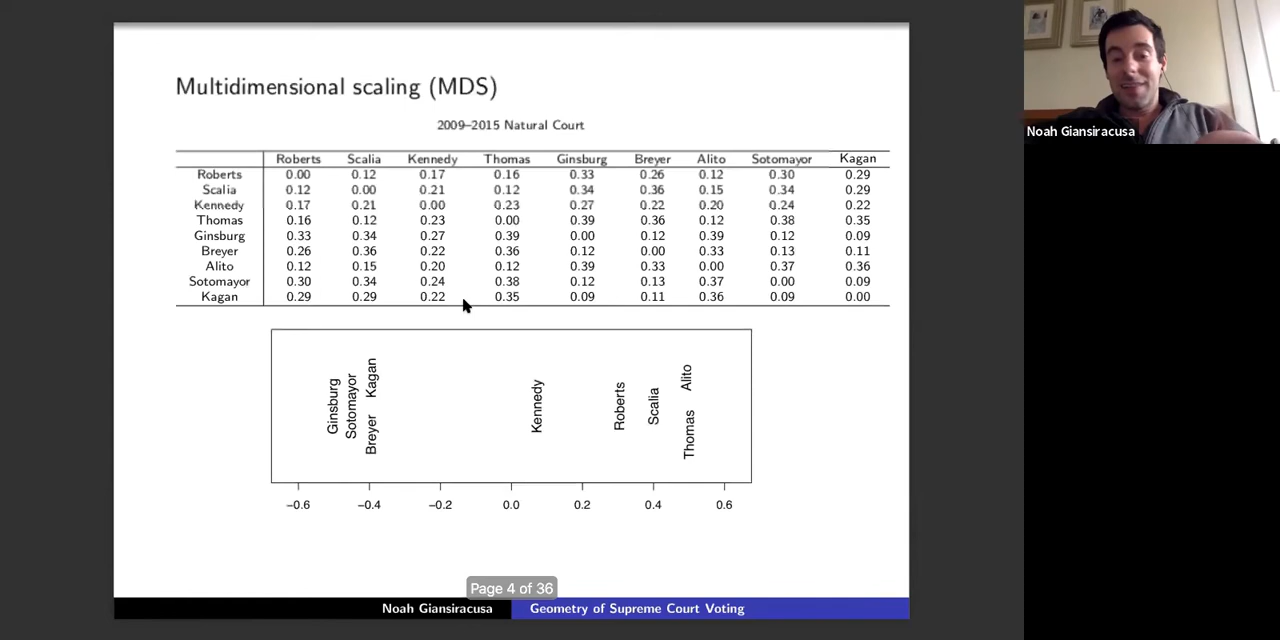 Multidimensional scaling (MDS)
2009–2015 Natural Court
Roberts Scalia Kennedy Thomas Ginsburg Breyer Alito Sotomayor Kagan
Roberts 0.00 0.12 0.17 0.16 0.33 0.26 0.12 0.30 0.29
Scalia 0.12 0.00 0.21 0.12 0.34 0.36 0.15 0.34 0.29
Kennedy 0.17 0.21 0.00 0.23 0.27 0.22 0.20 0.24 0.22
Thomas 0.16 0.12 0.23 0.00 0.39 0.36 0.12 0.38 0.35
Ginsburg 0.33 0.34 0.27 0.39 0.00 0.12 0.39 0.12 0.09
Breyer 0.26 0.36 0.22 0.36 0.12 0.00 0.33 0.13 0.11
Alito 0.12 0.15 0.20 0.12 0.39 0.33 0.00 0.37 0.36
Sotomayor 0.30 0.34 0.24 0.38 0.12 0.13 0.37 0.00 0.09
Kagan 0.29 0.29 0.22 0.35 0.09 0.11 0.36 0.09 0.00
Ginsburg
Sotomayor
Breyer Kagan
Kennedy
Roberts
Scalia
Thomas Alito
−0.6 −0.4 −0.2 0.0 0.2 0.4 0.6
Page 4 of 36
Noah Giansiracusa Geometry of Supreme Court Voting
Noah Giansiracusa